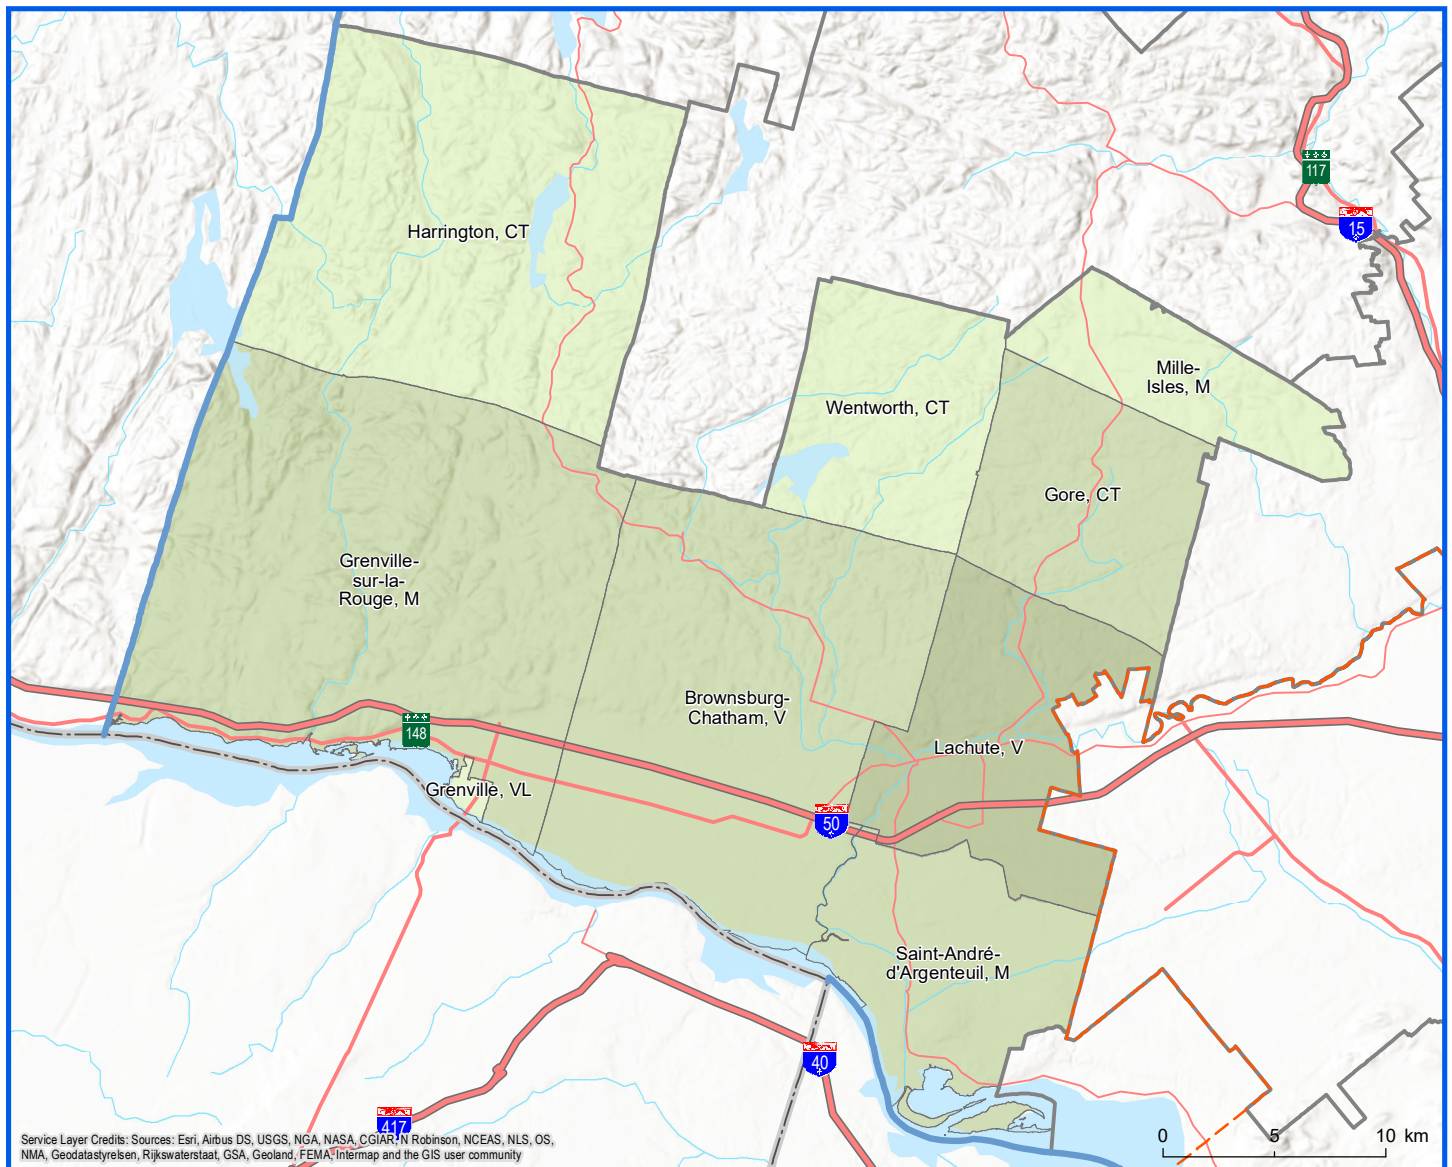 117
15
Harrington, CT
Mille-
Isles, M
Wentworth, CT
Gore, CT
Grenville-
sur-la-
Rouge, M
Brownsburg-
Chatham, V
148
Lachute, V
Grenville, VL
50
Saint-André-
d'Argenteuil, M
40
417
Service Layer Credits: Sources: Esri, Airbus DS, USGS, NGA, NASA, CGIAR, N Robinson, NCEAS, NLS, OS,
NMA, Geodatastyrelsen, Rijkswaterstaat, GSA, Geoland, FEMA, Intermap and the GIS user community
0 5 10 km